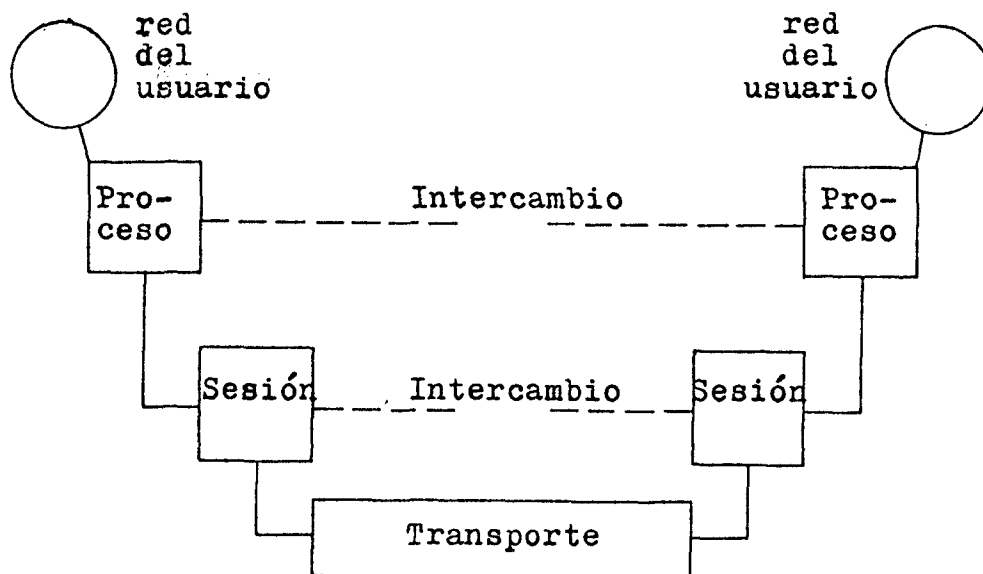 red
del
usuario
red
del
usuario
Pro-
ceso
Intercambio
Pro-
ceso
Sesión
Intercambio
Sesión
Transporte